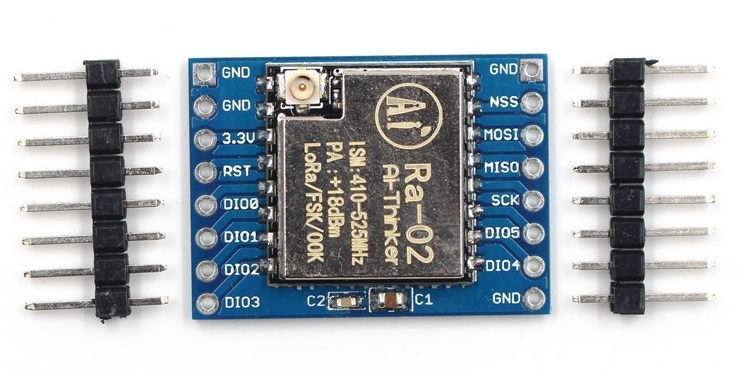 GND
GND
3.3V
RST
DIO0
DIO1
DIO2
DIO3
Ai
Ra-02
Ai-Thinker
ISM:410-525MHz
PA:+18dBm
LoRa/FSK/OOK
C2
C1
GND
NSS
MOSI
MISO
SCK
DIO5
DIO4
GND